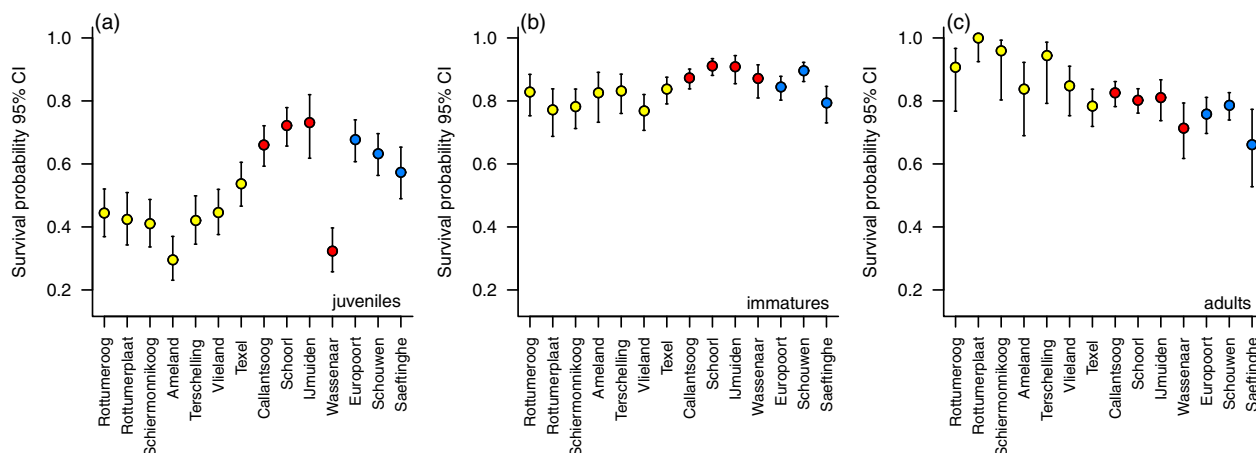 (a)
Survival probability 95% CI
1.0
0.8
0.6
0.4
0.2
juveniles
Rottumeroog
Rottumerplaat
Schiermonnikoog
Ameland
Terschelling
Vlieland
Texel
Callantsoog
Schoorl
IJmuiden
Wassenaar
Europoort
Schouwen
Saeftinghe
(b)
Survival probability 95% CI
1.0
0.8
0.6
0.4
0.2
immatures
Rottumeroog
Rottumerplaat
Schiermonnikoog
Ameland
Terschelling
Vlieland
Texel
Callantsoog
Schoorl
IJmuiden
Wassenaar
Europoort
Schouwen
Saeftinghe
(c)
Survival probability 95% CI
1.0
0.8
0.6
0.4
0.2
adults
Rottumeroog
Rottumerplaat
Schiermonnikoog
Ameland
Terschelling
Vlieland
Texel
Callantsoog
Schoorl
IJmuiden
Wassenaar
Europoort
Schouwen
Saeftinghe